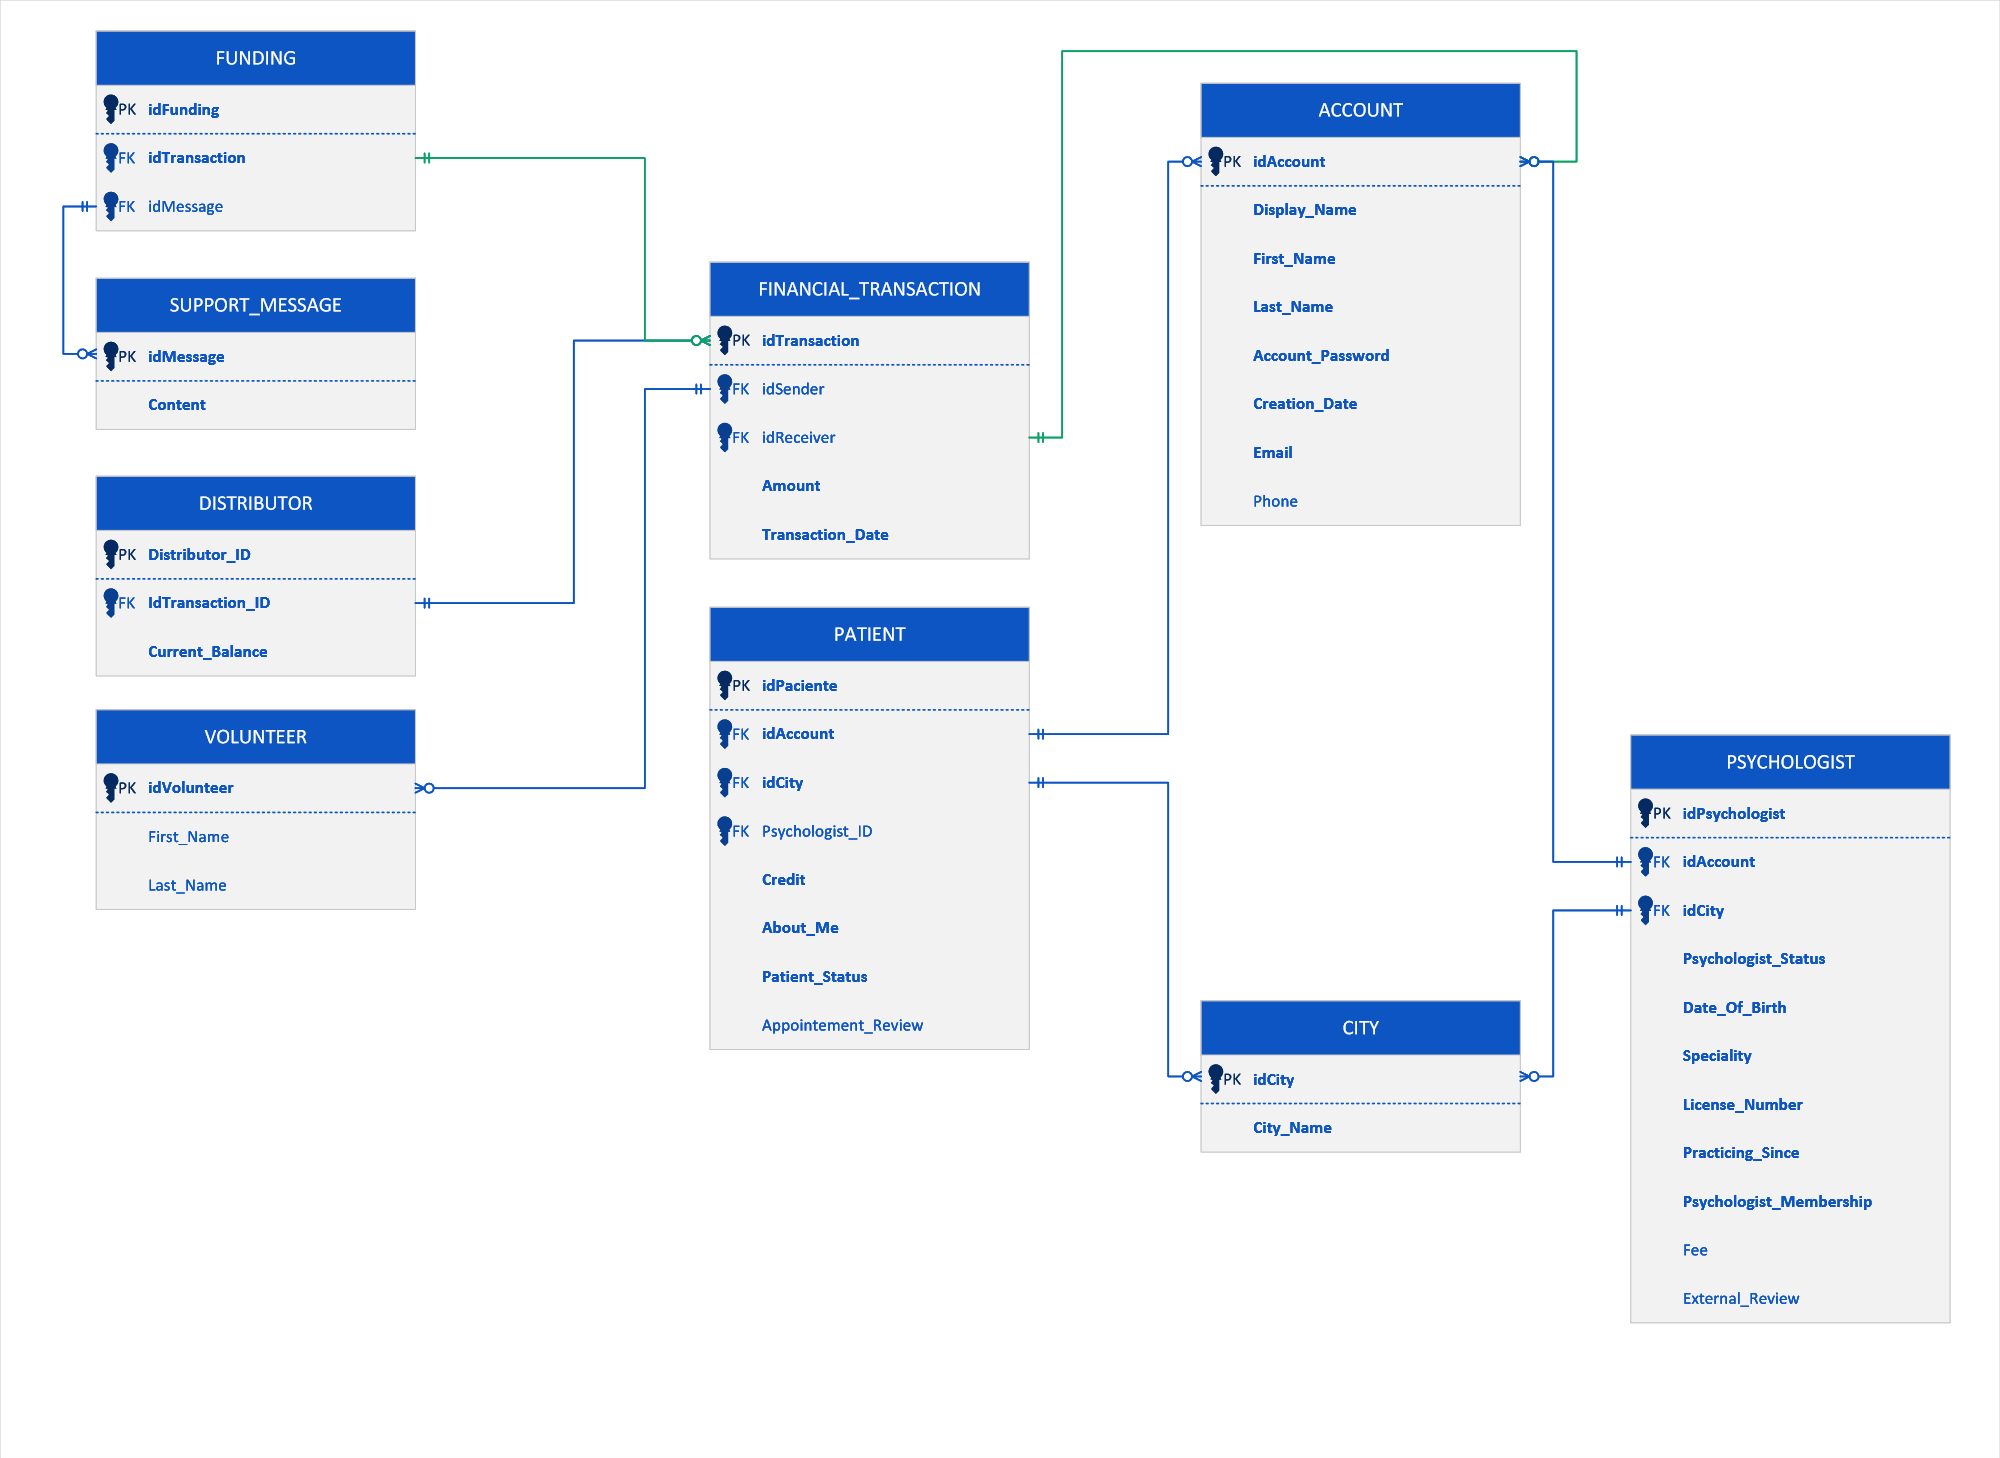 FUNDING
PK idFunding
FK idTransaction
FK idMessage
SUPPORT_MESSAGE
PK idMessage
Content
DISTRIBUTOR
PK Distributor_ID
FK IdTransaction_ID
Current_Balance
VOLUNTEER
PK idVolunteer
First_Name
Last_Name
FINANCIAL_TRANSACTION
PK idTransaction
FK idSender
FK idReceiver
Amount
Transaction_Date
PATIENT
PK idPaciente
FK idAccount
FK idCity
FK Psychologist_ID
Credit
About_Me
Patient_Status
Appointement_Review
ACCOUNT
PK idAccount
Display_Name
First_Name
Last_Name
Account_Password
Creation_Date
Email
Phone
CITY
PK idCity
City_Name
PSYCHOLOGIST
PK idPsychologist
FK idAccount
FK idCity
Psychologist_Status
Date_Of_Birth
Speciality
License_Number
Practicing_Since
Psychologist_Membership
Fee
External_Review